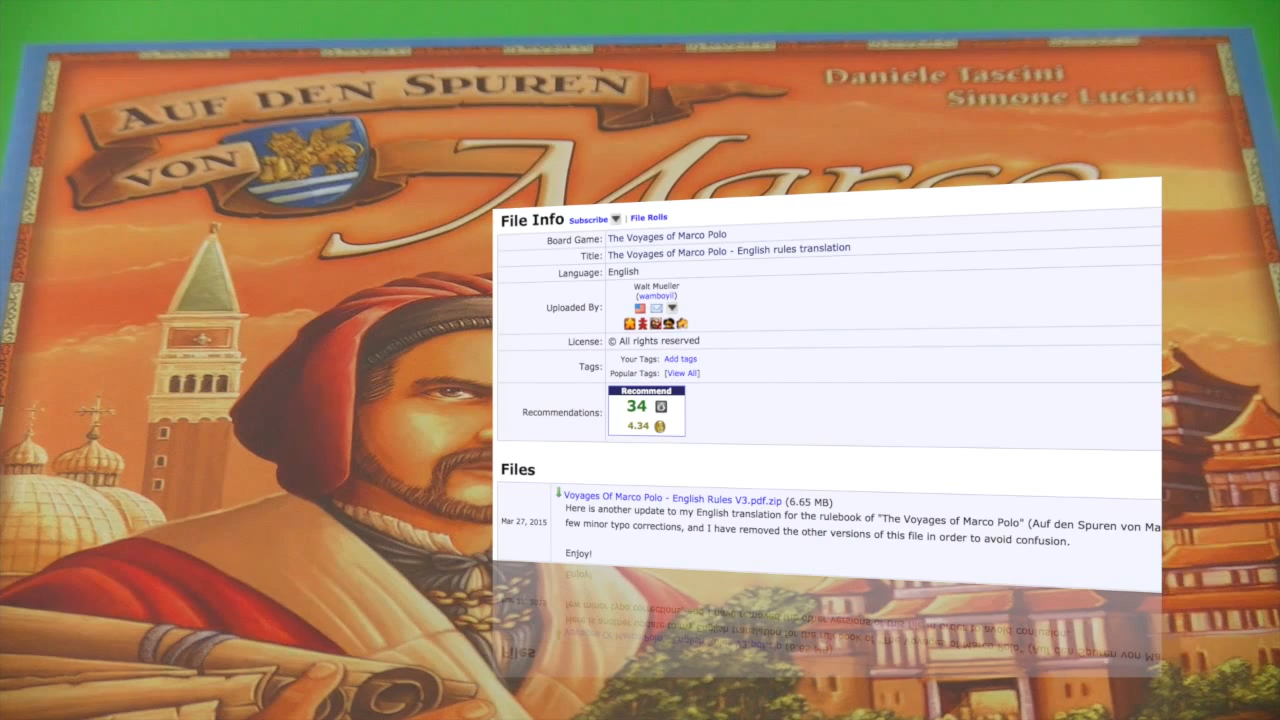 AUF DEN SPUREN
VON
Marco
Daniele Tascini
Simone Luciani
File Info Subscribe | File Rolls
Board Game: The Voyages of Marco Polo
Title: The Voyages of Marco Polo - English rules translation
Language: English
Uploaded By: Walt Mueller
(wamboyil)
License: © All rights reserved
Tags: Your Tags: Add tags
Popular Tags: [View All]
Recommendations: Recommend
34
4.34
Files
Mar 27, 2015
Voyages Of Marco Polo - English Rules V3.pdf.zip (6.65 MB)
Here is another update to my English translation for the rulebook of "The Voyages of Marco Polo" (Auf den Spuren von Ma
few minor typo corrections, and I have removed the other versions of this file in order to avoid confusion.
Enjoy!